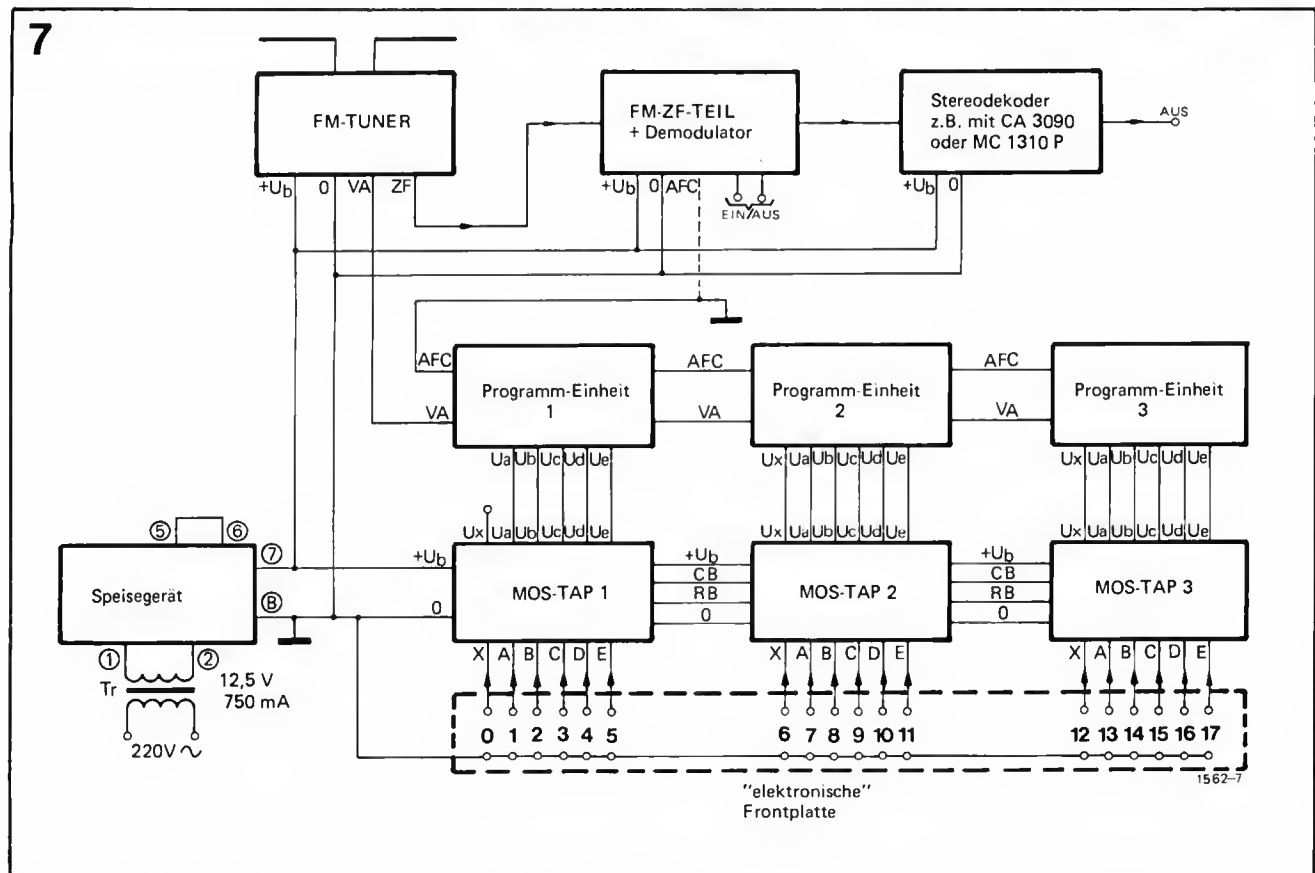 7
FM-TUNER
+Ub 0 VA ZF
FM-ZF-TEIL
+ Demodulator
+Ub 0 AFC
EIN/AUS
Stereodekoder
z.B. mit CA 3090
oder MC 1310 P
+Ub 0
AUS
AFC
VA
Programm-Einheit
1
Ua Ub Uc Ud Ue
AFC
VA
Programm-Einheit
2
Ux Ua Ub Uc Ud Ue
AFC
VA
Programm-Einheit
3
Ux Ua Ub Uc Ud Ue
5 6
7
Speisegerät
B
1 2
Tr
12,5 V
750 mA
220V ~
Ux Ua Ub Uc Ud Ue
+Ub
0
MOS-TAP 1
X A B C D E
+Ub
CB
RB
0
Ux Ua Ub Uc Ud Ue
MOS-TAP 2
X A B C D E
+Ub
CB
RB
0
Ux Ua Ub Uc Ud Ue
MOS-TAP 3
X A B C D E
0 1 2 3 4 5 6 7 8 9 10 11 12 13 14 15 16 17
1562-7
"elektronische"
Frontplatte